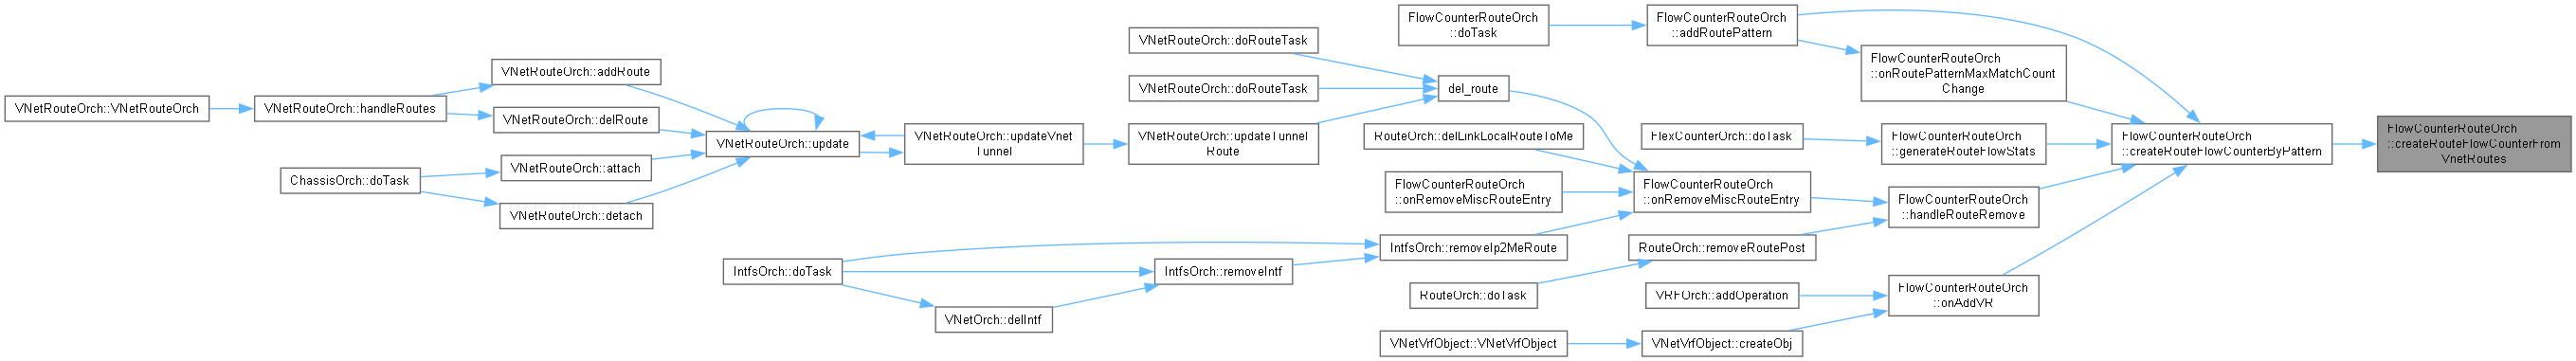 VNetRouteOrch::VNetRouteOrch
VNetRouteOrch::handleRoutes
VNetRouteOrch::addRoute
VNetRouteOrch::delRoute
ChassisOrch::doTask
VNetRouteOrch::attach
VNetRouteOrch::detach
VNetRouteOrch::update
VNetRouteOrch::updateVnet
Tunnel
IntfsOrch::doTask
VNetOrch::delIntf
VNetRouteOrch::doRouteTask
VNetRouteOrch::doRouteTask
VNetRouteOrch::updateTunnel
Route
IntfsOrch::removeIntf
FlowCounterRouteOrch
::doTask
del_route
RouteOrch::delLinkLocalRouteToMe
FlowCounterRouteOrch
::onRemoveMiscRouteEntry
IntfsOrch::removeIp2MeRoute
RouteOrch::doTask
VNetVrfObject::VNetVrfObject
FlowCounterRouteOrch
::addRoutePattern
FlexCounterOrch::doTask
FlowCounterRouteOrch
::onRemoveMiscRouteEntry
RouteOrch::removeRoutePost
VRFOrch::addOperation
VNetVrfObject::createObj
FlowCounterRouteOrch
::onRoutePatternMaxMatchCount
Change
FlowCounterRouteOrch
::generateRouteFlowStats
FlowCounterRouteOrch
::handleRouteRemove
FlowCounterRouteOrch
::onAddVR
FlowCounterRouteOrch
::createRouteFlowCounterByPattern
FlowCounterRouteOrch
::createRouteFlowCounterFrom
VnetRoutes